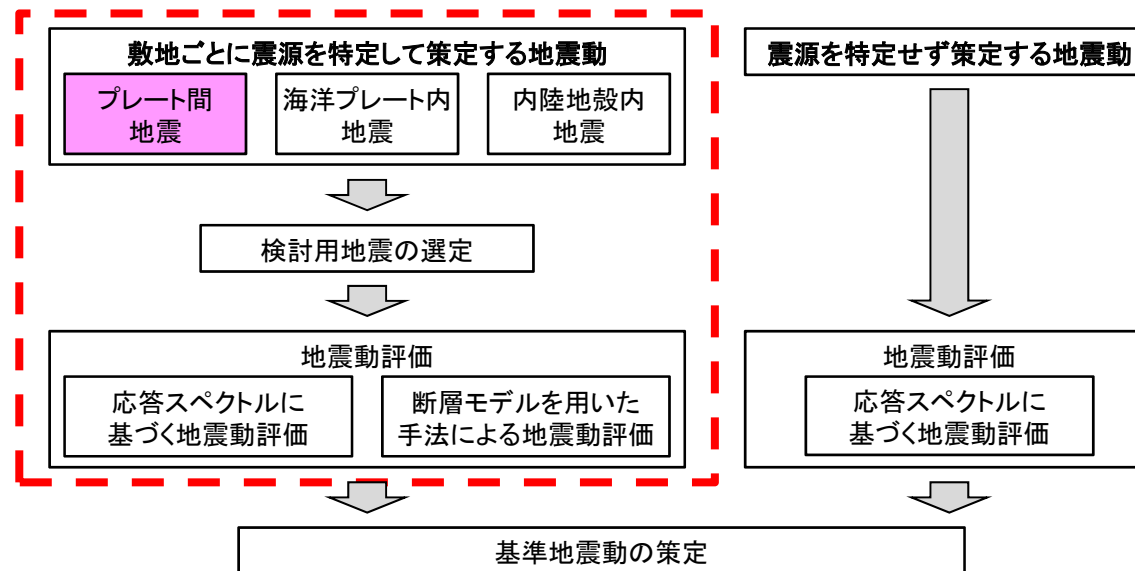 敷地ごとに震源を特定して策定する地震動
プレート間
地震
海洋プレート内
地震
内陸地殻内
地震
検討用地震の選定
地震動評価
応答スペクトルに
基づく地震動評価
断層モデルを用いた
手法による地震動評価
震源を特定せず策定する地震動
地震動評価
応答スペクトルに
基づく地震動評価
基準地震動の策定